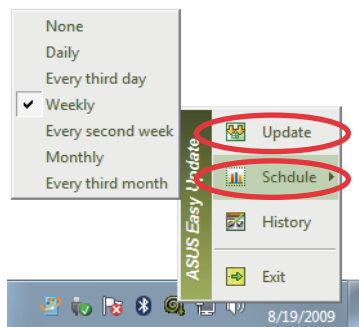 None
Daily
Every third day
Weekly
Every second week
Monthly
Every third month
ASUS Easy Update
Update
Schdule
History
Exit
8/19/2009